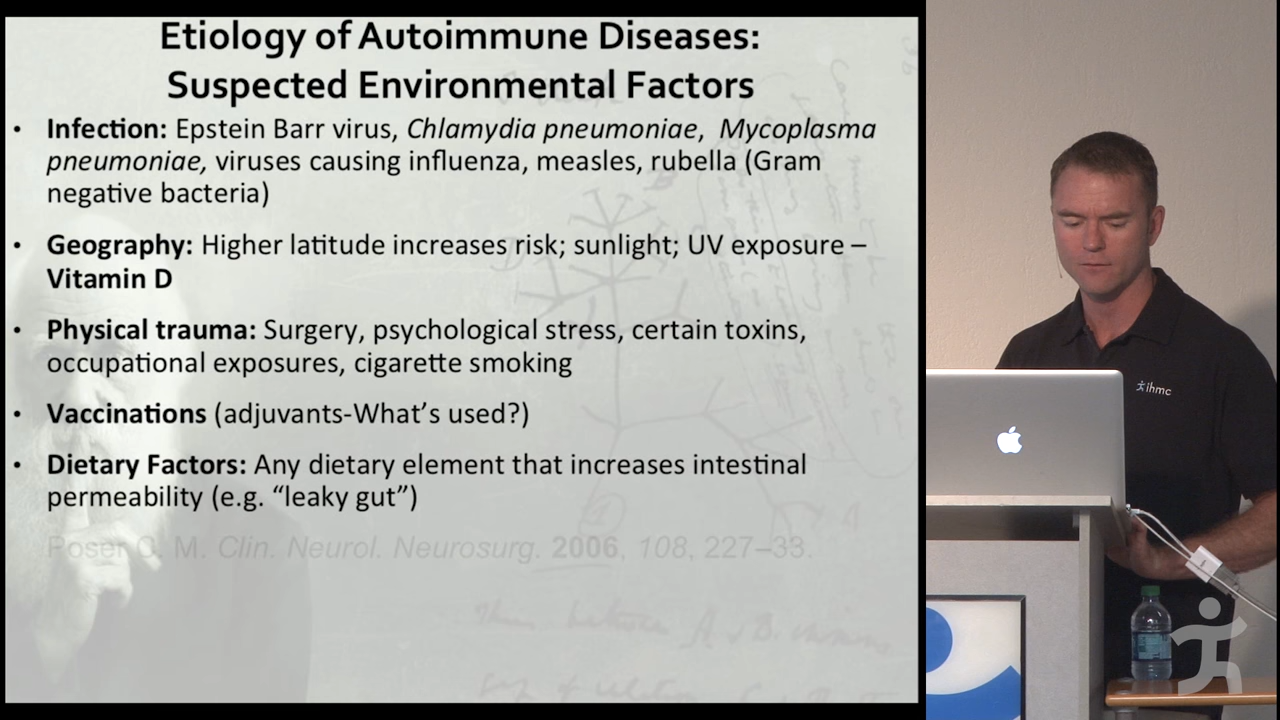 Etiology of Autoimmune Diseases:
Suspected Environmental Factors
• Infection: Epstein Barr virus, Chlamydia pneumoniae, Mycoplasma
pneumoniae, viruses causing influenza, measles, rubella (Gram
negative bacteria)
• Geography: Higher latitude increases risk; sunlight; UV exposure –
Vitamin D
• Physical trauma: Surgery, psychological stress, certain toxins,
occupational exposures, cigarette smoking
• Vaccinations (adjuvants-What's used?)
• Dietary Factors: Any dietary element that increases intestinal
permeability (e.g. “leaky gut”)
Poser C. M. Clin. Neurol. Neurosurg. 2006, 108, 227–33.
ihmc